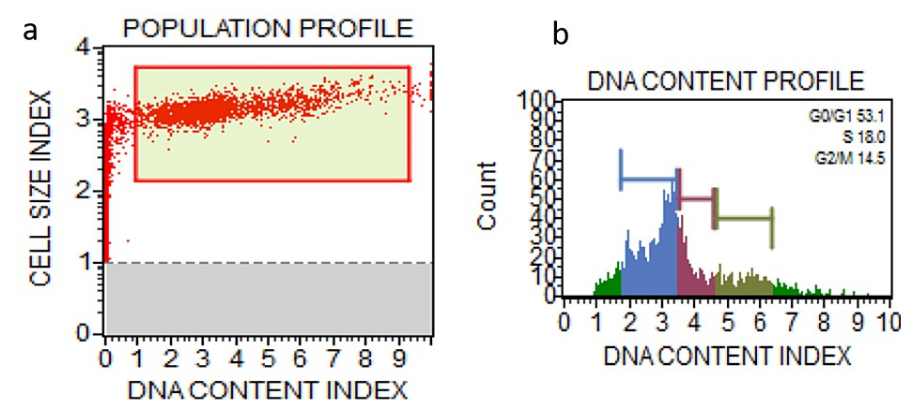 a
POPULATION PROFILE
4
3
2
1
0
CELL SIZE INDEX
0 1 2 3 4 5 6 7 8 9
DNA CONTENT INDEX
b
DNA CONTENT PROFILE
G0/G1 53.1
S 18.0
G2/M 14.5
100
90
80
70
60
50
40
30
20
10
0
Count
0 1 2 3 4 5 6 7 8 9 10
DNA CONTENT INDEX